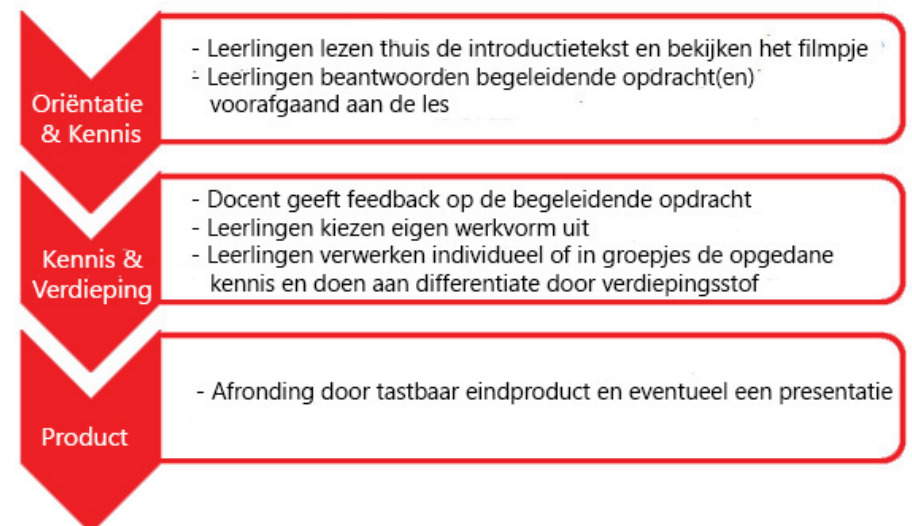 Oriëntatie
& Kennis
- Leerlingen lezen thuis de introductietekst en bekijken het filmpje
- Leerlingen beantwoorden begeleidende opdracht(en)
voorafgaand aan de les
Kennis &
Verdieping
- Docent geeft feedback op de begeleidende opdracht
- Leerlingen kiezen eigen werkvorm uit
- Leerlingen verwerken individueel of in groepjes de opgedane
kennis en doen aan differentiate door verdiepingsstof
Product
- Afronding door tastbaar eindproduct en eventueel een presentatie